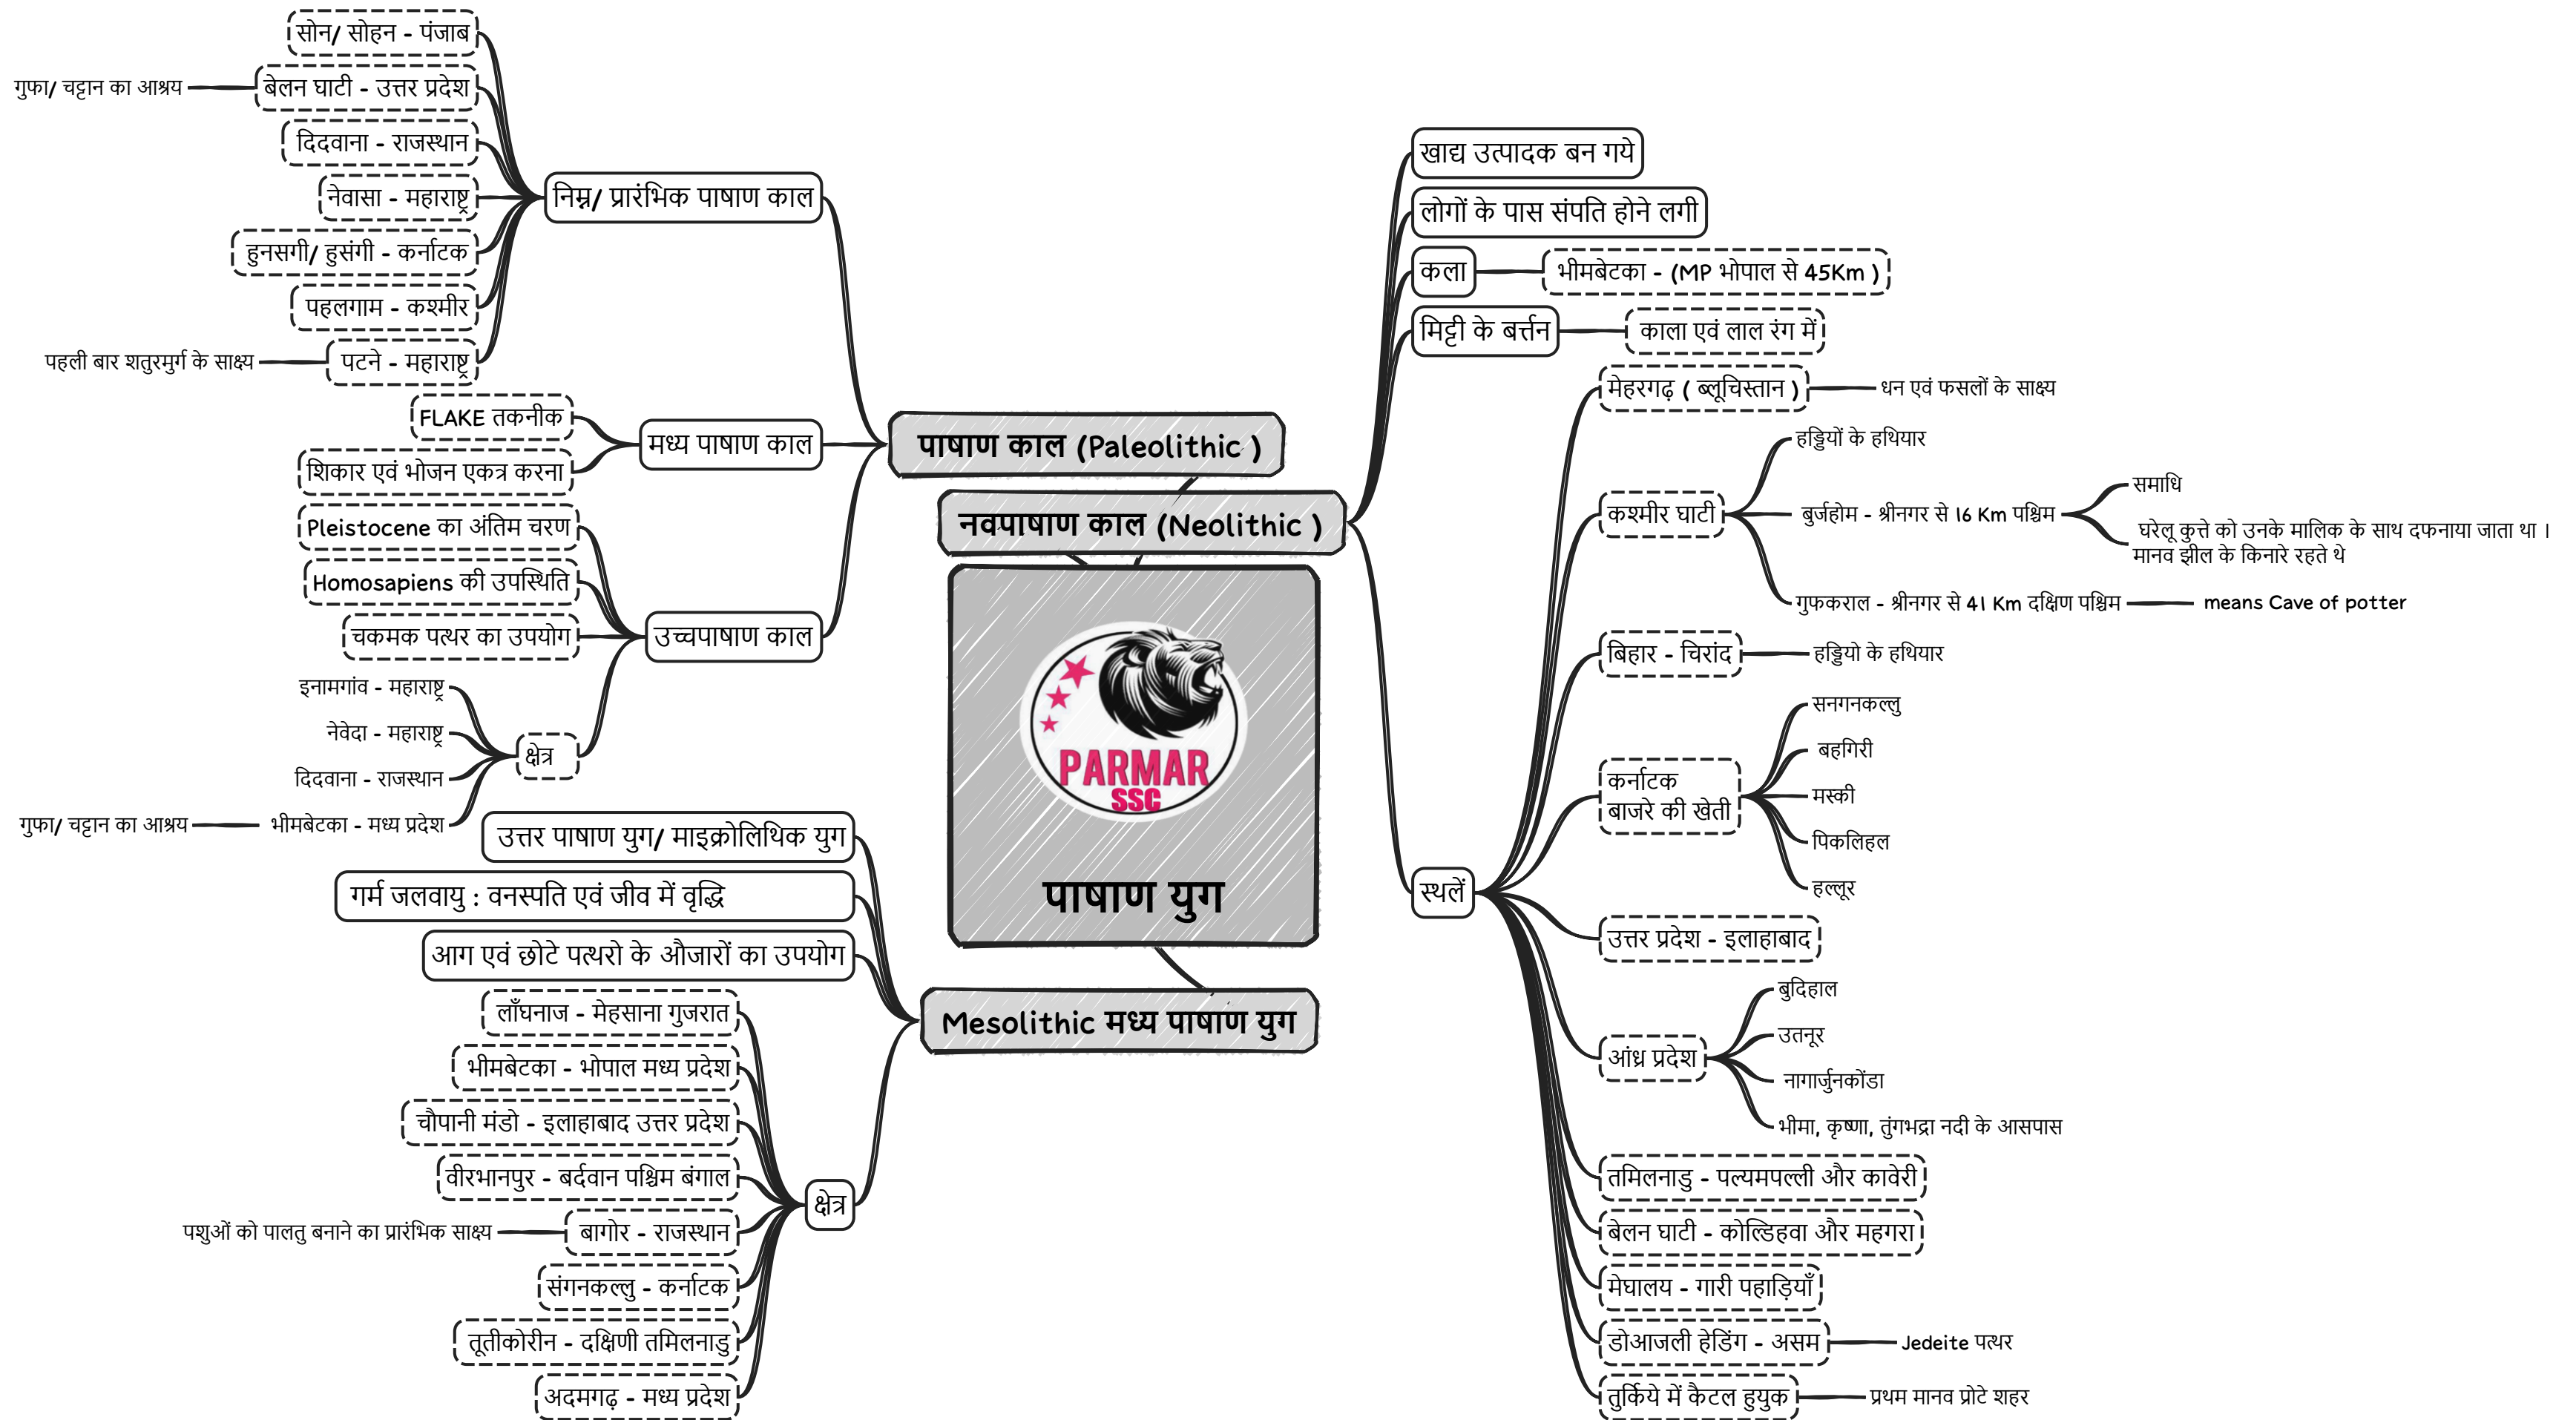 सोन/ सोहन - पंजाब
गुफा/ चट्टान का आश्रय
बेलन घाटी - उत्तर प्रदेश
दिदवाना - राजस्थान
नेवासा - महाराष्ट्र
हुनसगी/ हुसंगी - कर्नाटक
पहलगाम - कश्मीर
पहली बार शतुरमुर्ग के साक्ष्य
पटने - महाराष्ट्र
निम्न/ प्रारंभिक पाषाण काल
FLAKE तकनीक
शिकार एवं भोजन एकत्र करना
मध्य पाषाण काल
Pleistocene का अंतिम चरण
Homosapiens की उपस्थिति
चकमक पत्थर का उपयोग
उच्चपाषाण काल
इनामगांव - महाराष्ट्र
नेवेदा - महाराष्ट्र
दिदवाना - राजस्थान
गुफा/ चट्टान का आश्रय
भीमबेटका - मध्य प्रदेश
क्षेत्र
पाषाण काल (Paleolithic )
नवपाषाण काल (Neolithic )
PARMAR
SSC
पाषाण युग
Mesolithic मध्य पाषाण युग
उत्तर पाषाण युग/ माइक्रोलिथिक युग
गर्म जलवायु : वनस्पति एवं जीव में वृद्धि
आग एवं छोटे पत्थरो के औजारों का उपयोग
लाँघनाज - मेहसाना गुजरात
भीमबेटका - भोपाल मध्य प्रदेश
चौपानी मंडो - इलाहाबाद उत्तर प्रदेश
वीरभानपुर - बर्दवान पश्चिम बंगाल
पशुओं को पालतु बनाने का प्रारंभिक साक्ष्य
बागोर - राजस्थान
संगनकल्लु - कर्नाटक
तूतीकोरीन - दक्षिणी तमिलनाडु
अदमगढ़ - मध्य प्रदेश
क्षेत्र
खाद्य उत्पादक बन गये
लोगों के पास संपति होने लगी
कला
भीमबेटका - (MP भोपाल से 45Km )
मिट्टी के बर्त्तन
काला एवं लाल रंग में
स्थलें
मेहरगढ़ ( ब्लूचिस्तान )
धन एवं फसलों के साक्ष्य
कश्मीर घाटी
हड्डियों के हथियार
बुर्जहोम - श्रीनगर से 16 Km पश्चिम
समाधि
घरेलू कुत्ते को उनके मालिक के साथ दफनाया जाता था ।
मानव झील के किनारे रहते थे
गुफकराल - श्रीनगर से 41 Km दक्षिण पश्चिम
means Cave of potter
बिहार - चिरांद
हड्डियो के हथियार
कर्नाटक
बाजरे की खेती
सनगनकल्लु
बहगिरी
मस्की
पिकलिहल
हल्लूर
उत्तर प्रदेश - इलाहाबाद
आंध्र प्रदेश
बुदिहाल
उतनूर
नागार्जुनकोंडा
भीमा, कृष्णा, तुंगभद्रा नदी के आसपास
तमिलनाडु - पल्यमपल्ली और कावेरी
बेलन घाटी - कोल्डिहवा और महगरा
मेघालय - गारी पहाड़ियाँ
डोआजली हेडिंग - असम
Jedeite पत्थर
तुर्किये में कैटल हुयुक
प्रथम मानव प्रोटे शहर